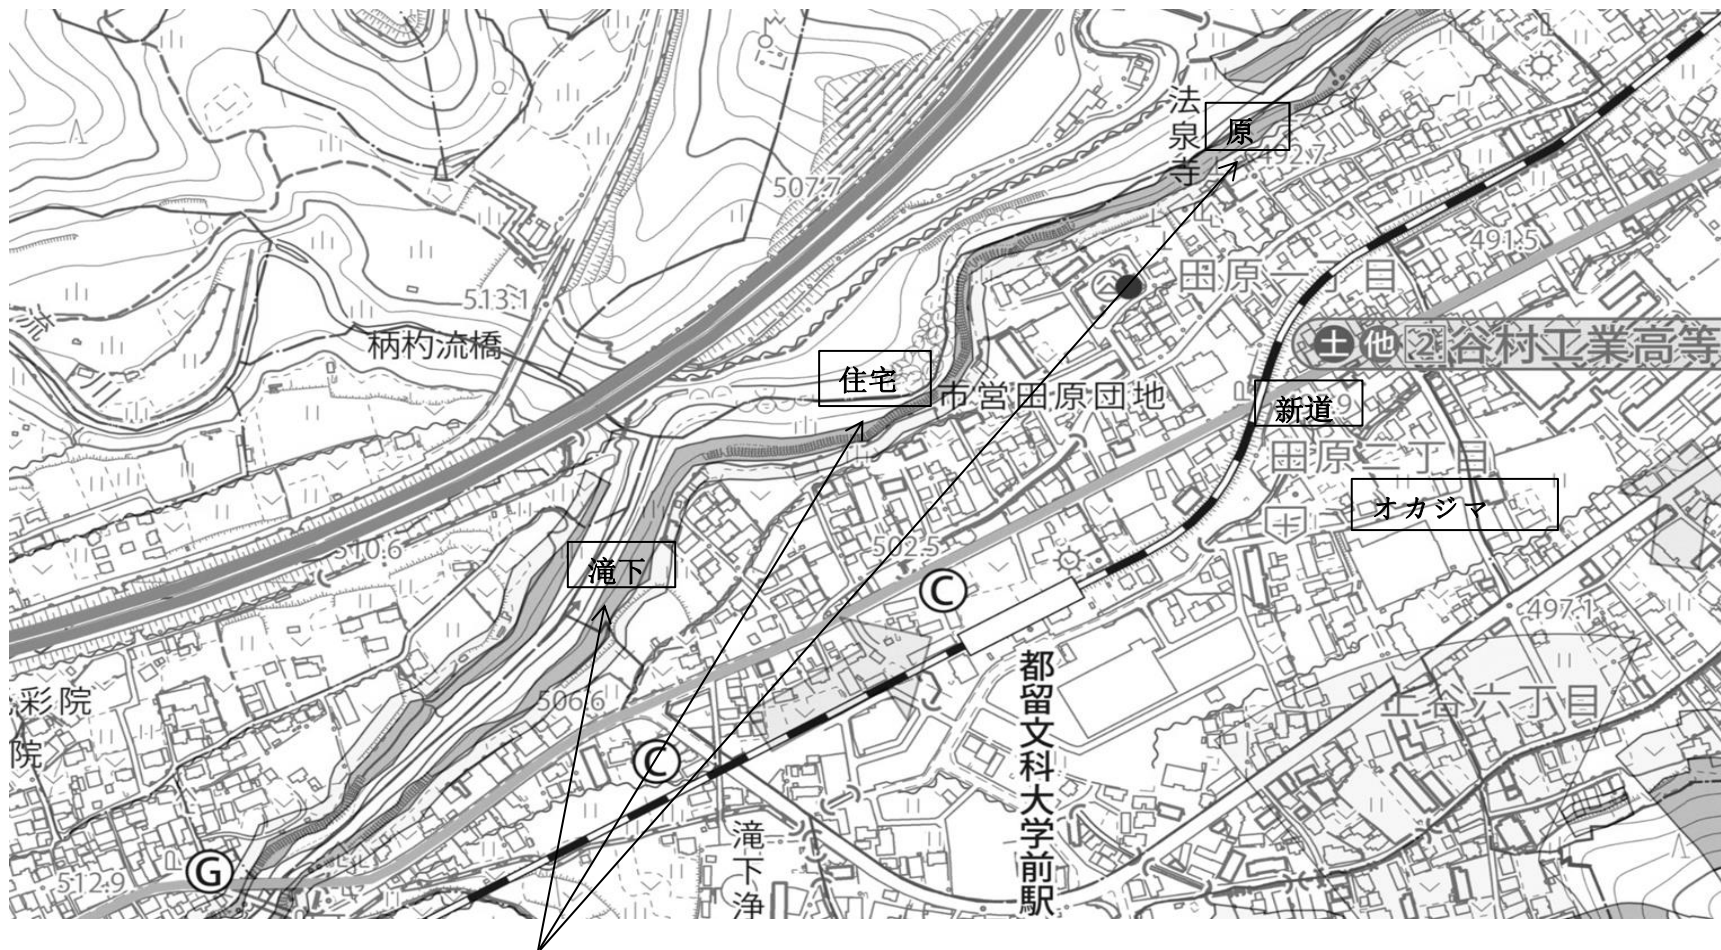 法泉寺
原
492.7
507.7
491.5
513.1
田原一丁目
流
柄杓流橋
土 他 2 谷村工業高等
住宅
市営田原団地
新道
田原二丁目
オカジマ
510.6
502.5
滝下
C
497.1
506.6
彩院
院
上谷六丁目
都留文科大学前駅
C
滝下浄
G
512.9